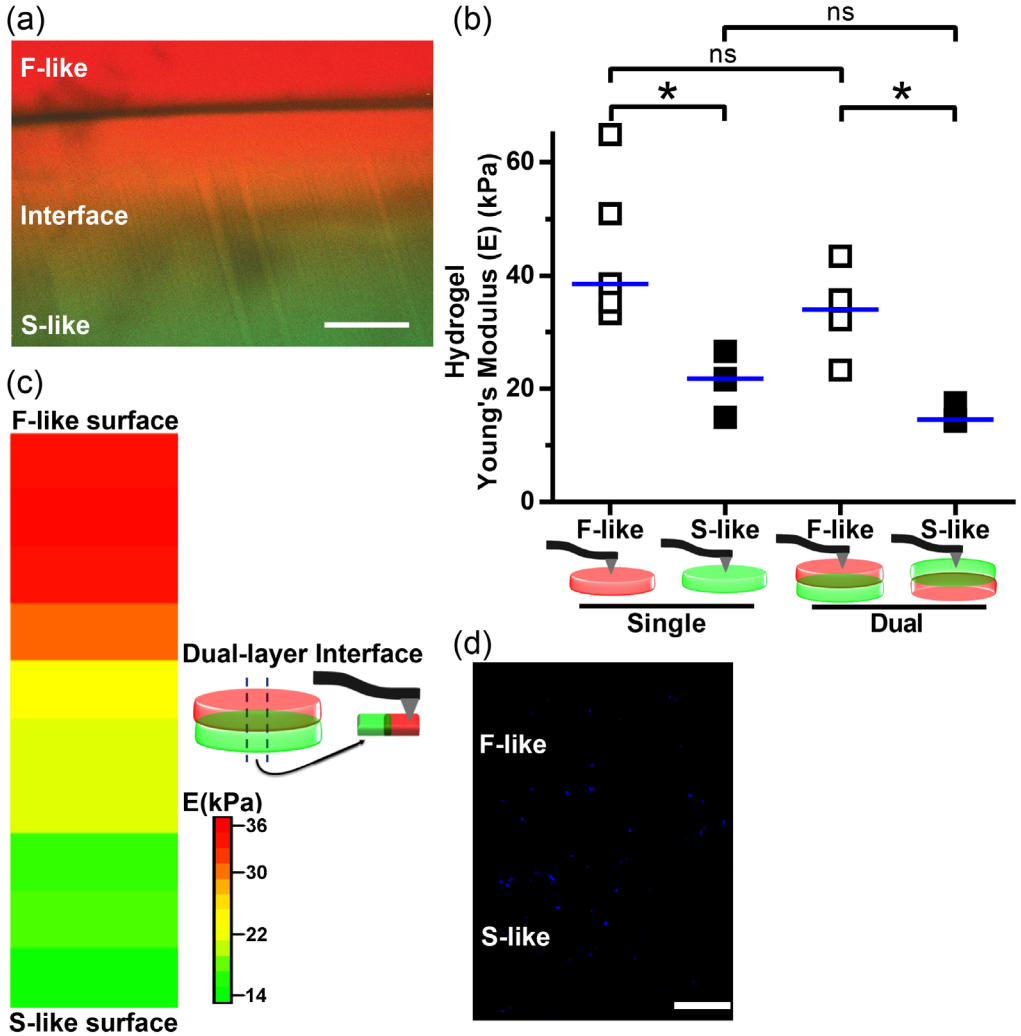 (a)
F-like
Interface
S-like
(b)
ns
ns
*
*
Hydrogel
Young's Modulus (E) (kPa)
60
40
20
0
F-like
S-like
F-like
S-like
Single
Dual
(c)
F-like surface
S-like surface
Dual-layer Interface
E(kPa)
36
30
22
14
(d)
F-like
S-like